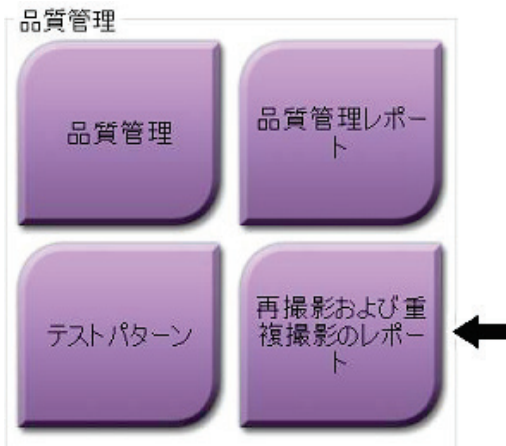 品質管理
品質管理
品質管理レポー
ト
テストパターン
再撮影および重
複撮影のレポー
ト